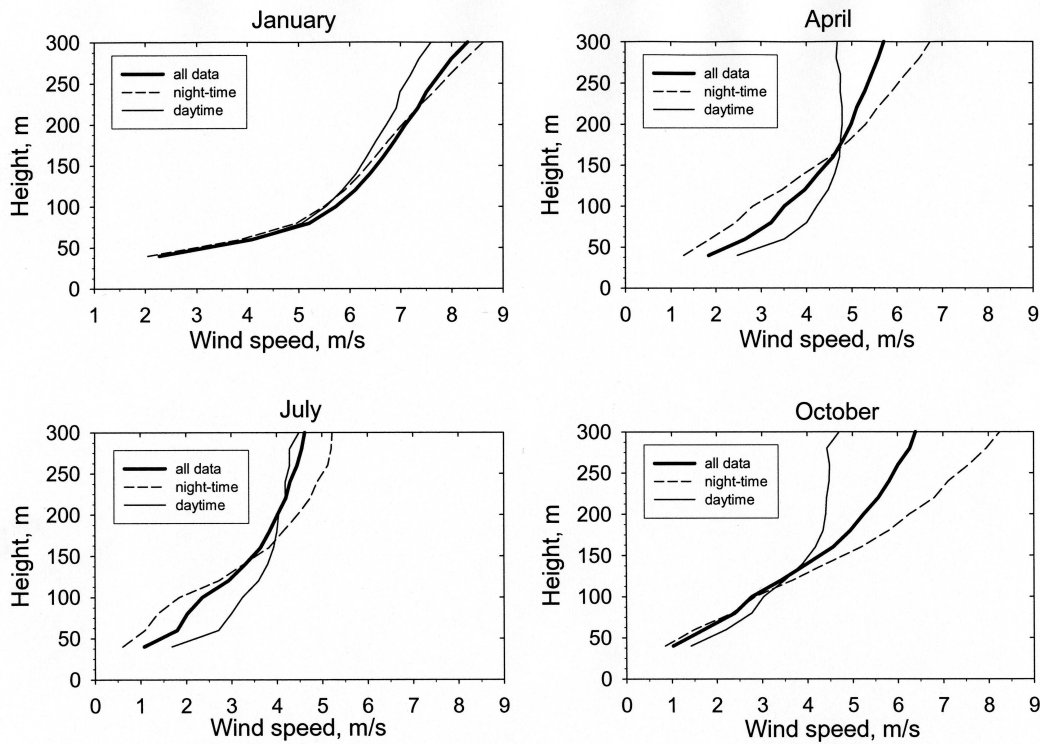 January
Height, m
300
250
200
150
100
50
0
all data
night-time
daytime
1 2 3 4 5 6 7 8 9
Wind speed, m/s
April
Height, m
300
250
200
150
100
50
0
all data
night-time
daytime
0 1 2 3 4 5 6 7 8 9
Wind speed, m/s
July
Height, m
300
250
200
150
100
50
0
all data
night-time
daytime
0 1 2 3 4 5 6 7 8 9
Wind speed, m/s
October
Height, m
300
250
200
150
100
50
0
all data
night-time
daytime
0 1 2 3 4 5 6 7 8 9
Wind speed, m/s